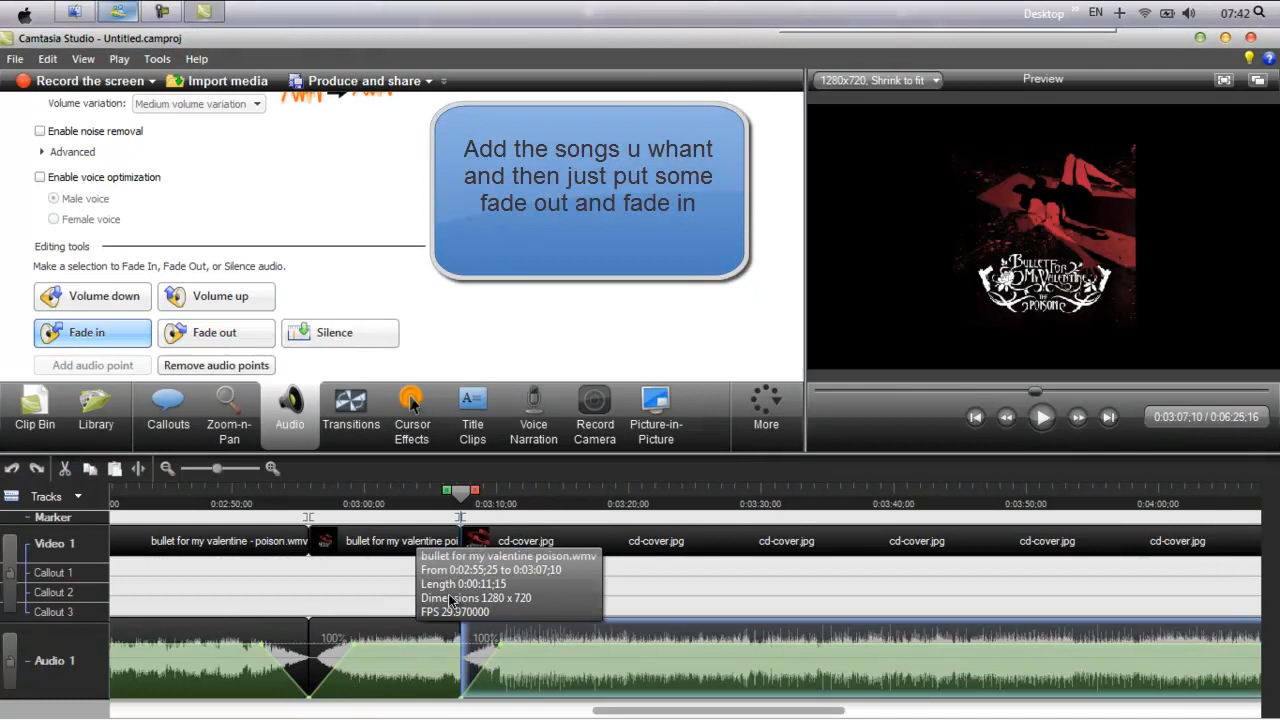 Desktop
EN
07:42
Camtasia Studio - Untitled.camproj
File Edit View Play Tools Help
Record the screen Import media Produce and share
1280x720, Shrink to fit
Preview
Volume variation: Medium volume variation
Enable noise removal
Advanced
Enable voice optimization
Male voice
Female voice
Editing tools
Make a selection to Fade In, Fade Out, or Silence audio.
Volume down Volume up
Fade in Fade out Silence
Add audio point Remove audio points
Add the songs u whant
and then just put some
fade out and fade in
BULLET FOR
MY VALENTINE
THE
POISON
Clip Bin Library Callouts Zoom-n-Pan Audio Transitions Cursor Effects Title Clips Voice Narration Record Camera Picture-in-Picture More
0:03:07;10 / 0:06:25;16
Tracks
00 0:02:50;00 0:03:00;00 0:03:10;00 0:03:20;00 0:03:30;00 0:03:40;00 0:03:50;00 0:04:00;00
Marker
Video 1 bullet for my valentine - poison.wmv bullet for my valentine poi cd-cover.jpg cd-cover.jpg cd-cover.jpg cd-cover.jpg cd-cover.jpg cd-cover.jpg
bullet for my valentine poison.wmv
From 0:02:55;25 to 0:03:07;10
Length 0:00:11;15
Dimensions 1280 x 720
FPS 29.970000
Callout 1
Callout 2
Callout 3
100% 100%
Audio 1